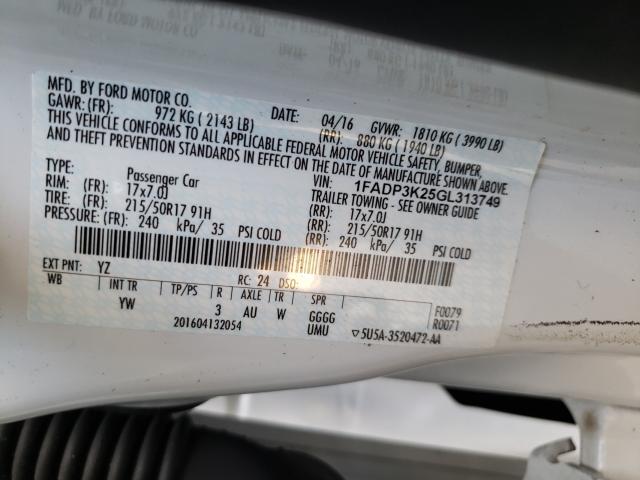 MFD. BY FORD MOTOR CO.
DATE: 04/16 GVWR: 1810 KG (3990 LB)
GAWR: (FR): 972 KG (2143 LB) (RR): 880 KG (1940 LB)
THIS VEHICLE CONFORMS TO ALL APPLICABLE FEDERAL MOTOR VEHICLE SAFETY, BUMPER,
AND THEFT PREVENTION STANDARDS IN EFFECT ON THE DATE OF MANUFACTURE SHOWN ABOVE.
TYPE: Passenger Car VIN: 1FADP3K25GL313749
TRAILER TOWING - SEE OWNER GUIDE
RIM: (FR): 17x7.0J (RR): 17x7.0J
TIRE: (FR): 215/50R17 91H (RR): 215/50R17 91H
PRESSURE: (FR): 240 kPa/ 35 PSI COLD (RR): 240 kPa/ 35 PSI COLD
EXT PNT: YZ RC: 24 DSO:
WB INT TR TP/PS R AXLE TR SPR
YW 3 AU W GGGG F0079
UMU R0071
201604132054 ▽5U5A-3520472-AA